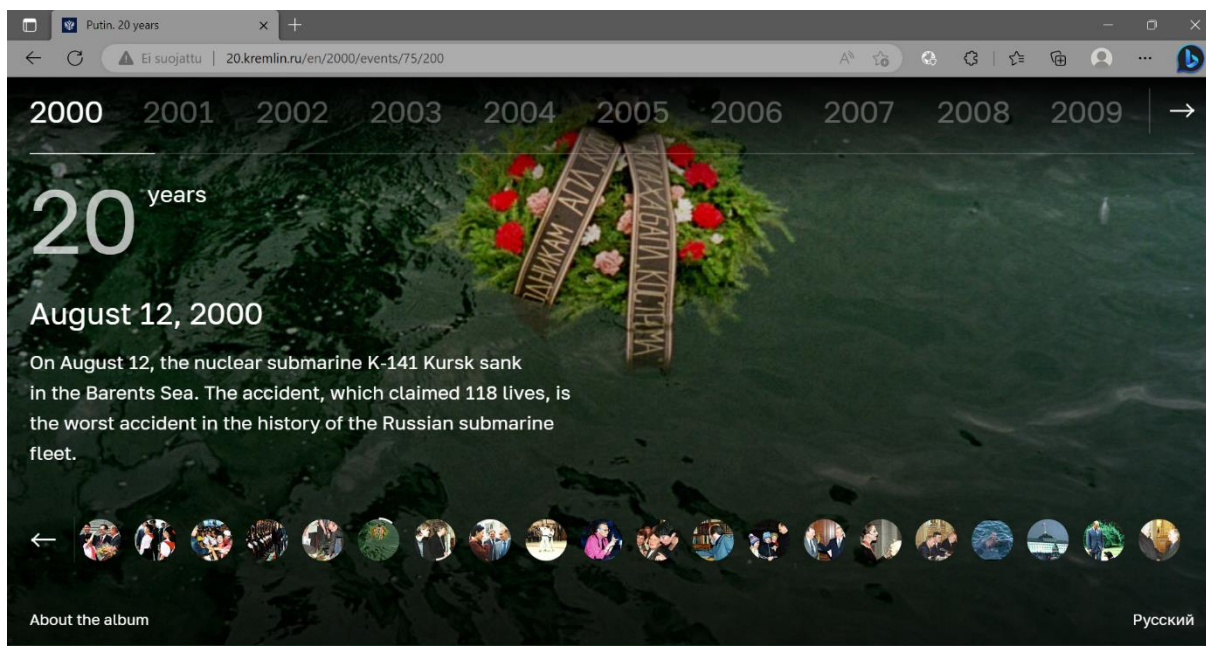 Putin. 20 years
Ei suojattu | 20.kremlin.ru/en/2000/events/75/200
2000 2001 2002 2003 2004 2005 2006 2007 2008 2009
20 years
August 12, 2000
On August 12, the nuclear submarine K-141 Kursk sank
in the Barents Sea. The accident, which claimed 118 lives, is
the worst accident in the history of the Russian submarine
fleet.
About the album
Русский